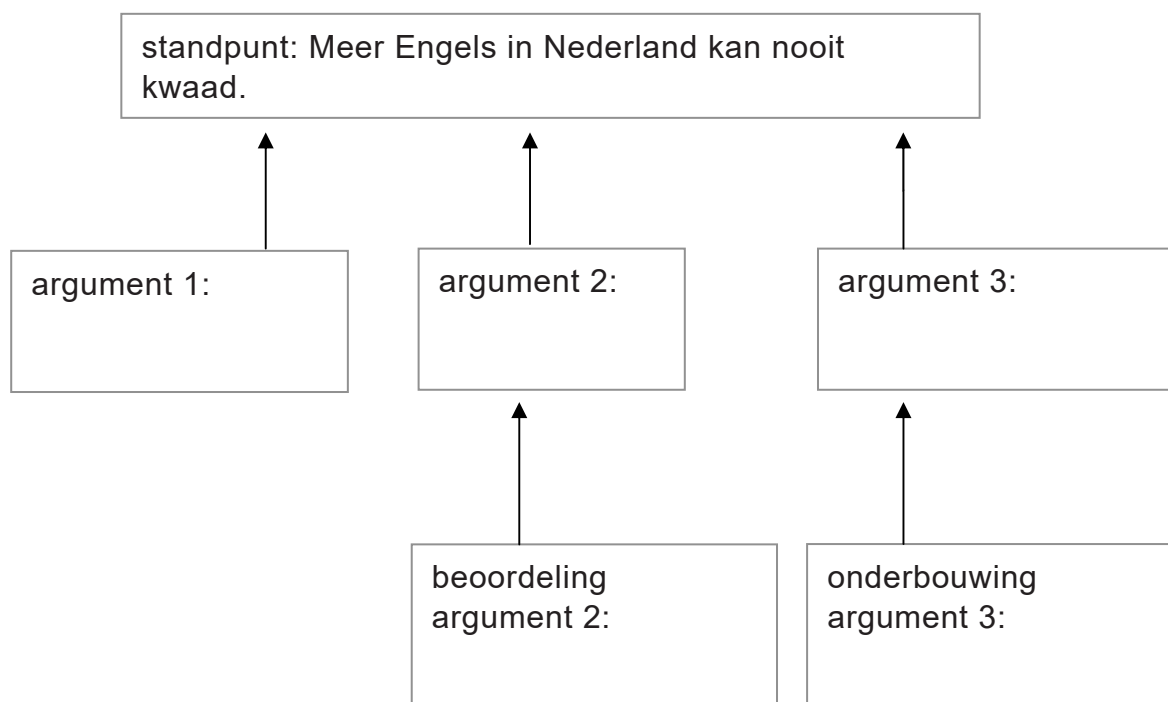 standpunt: Meer Engels in Nederland kan nooit
kwaad.
argument 1:
argument 2:
argument 3:
beoordeling
argument 2:
onderbouwing
argument 3: